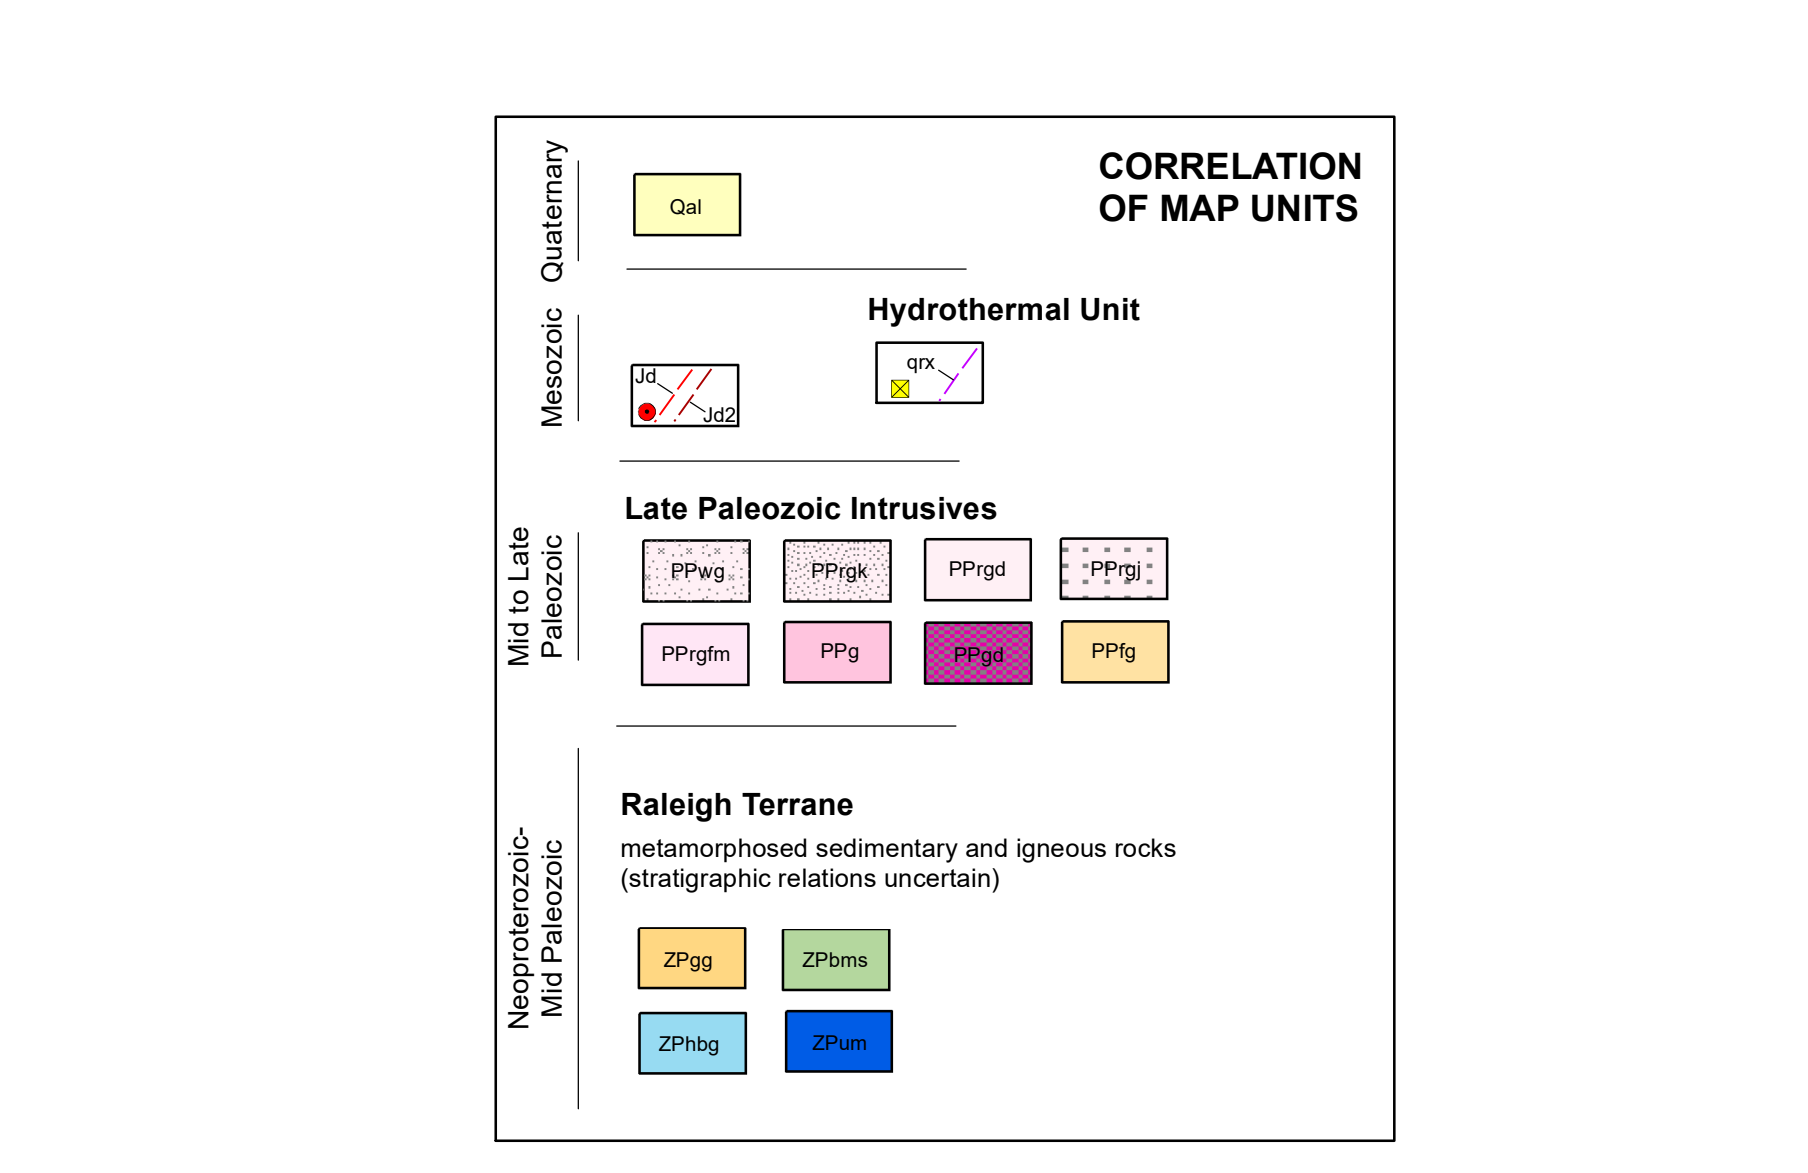 CORRELATION
OF MAP UNITS
Quaternary
Qal
Mesozoic
Hydrothermal Unit
Jd
Jd2
qrx
Mid to Late
Paleozoic
Late Paleozoic Intrusives
PPwg
PPrgk
PPrgd
PPrgj
PPrgfm
PPg
PPgd
PPfg
Neoproterozoic-
Mid Paleozoic
Raleigh Terrane
metamorphosed sedimentary and igneous rocks
(stratigraphic relations uncertain)
ZPgg
ZPbms
ZPhbg
ZPum